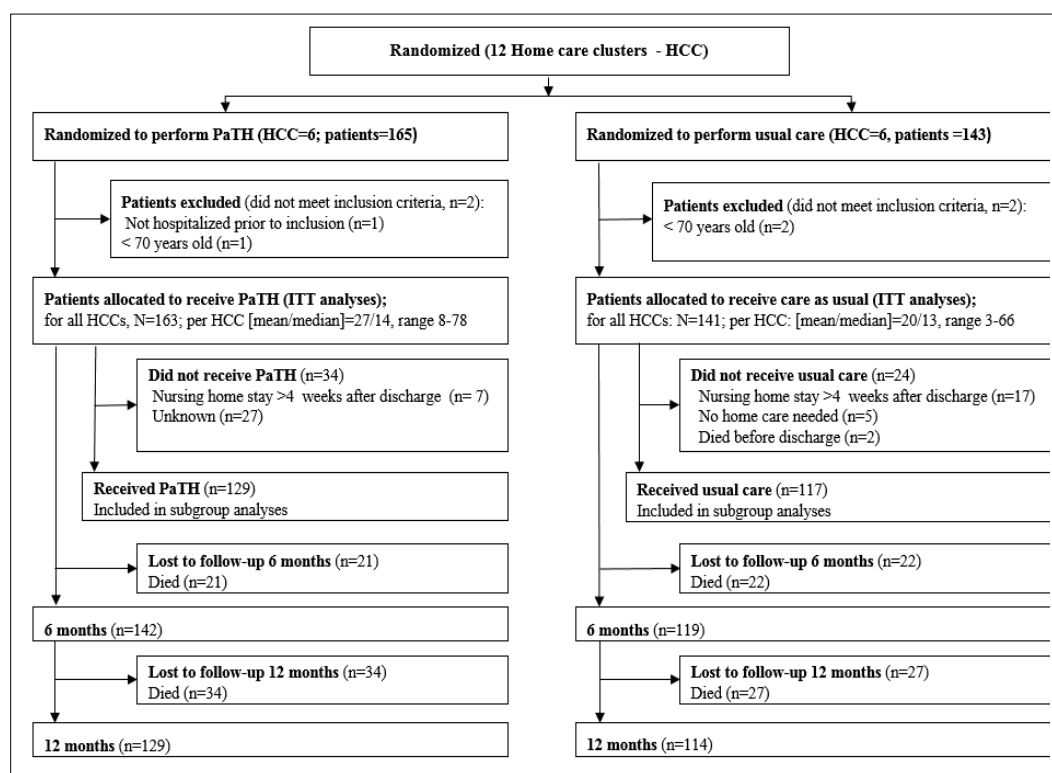 Randomized (12 Home care clusters - HCC)
Randomized to perform PaTH (HCC=6; patients=165)
Patients excluded (did not meet inclusion criteria, n=2):
Not hospitalized prior to inclusion (n=1)
< 70 years old (n=1)
Patients allocated to receive PaTH (ITT analyses);
for all HCCs, N=163; per HCC [mean/median]=27/14, range 8-78
Did not receive PaTH (n=34)
Nursing home stay >4 weeks after discharge (n= 7)
Unknown (n=27)
Received PaTH (n=129)
Included in subgroup analyses
Lost to follow-up 6 months (n=21)
Died (n=21)
6 months (n=142)
Lost to follow-up 12 months (n=34)
Died (n=34)
12 months (n=129)
Randomized to perform usual care (HCC=6, patients =143)
Patients excluded (did not meet inclusion criteria, n=2):
< 70 years old (n=2)
Patients allocated to receive care as usual (ITT analyses);
for all HCCs: N=141; per HCC: [mean/median]=20/13, range 3-66
Did not receive usual care (n=24)
Nursing home stay >4 weeks after discharge (n=17)
No home care needed (n=5)
Died before discharge (n=2)
Received usual care (n=117)
Included in subgroup analyses
Lost to follow-up 6 months (n=22)
Died (n=22)
6 months (n=119)
Lost to follow-up 12 months (n=27)
Died (n=27)
12 months (n=114)